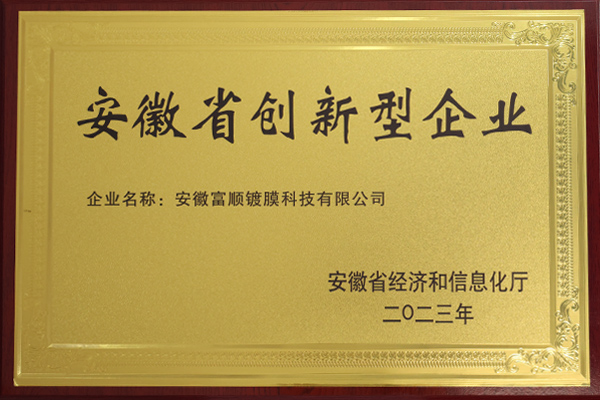 安徽省创新型企业
企业名称：安徽富顺镀膜科技有限公司
安徽省经济和信息化厅
二〇二三年